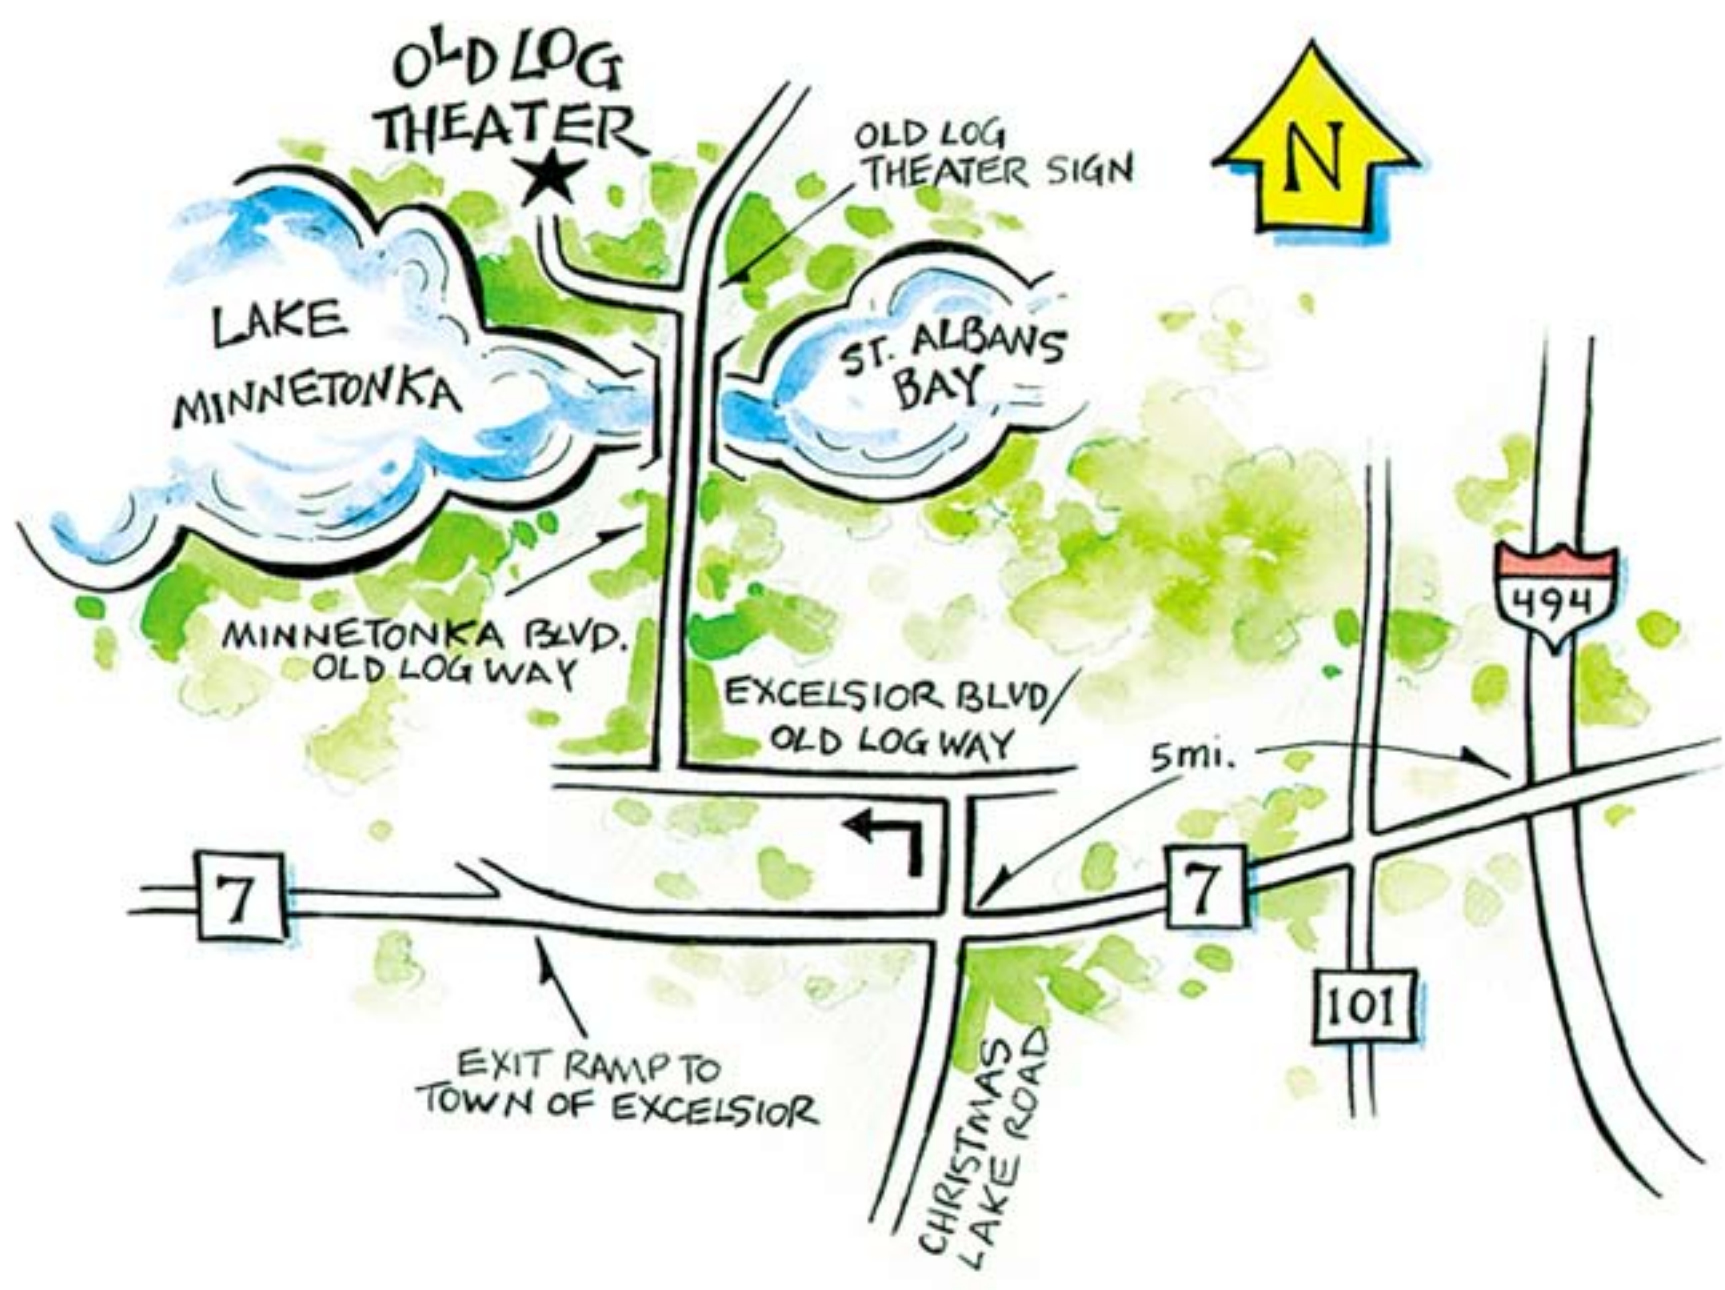 OLD LOG
THEATER
OLD LOG
THEATER SIGN
N
LAKE
MINNETONKA
ST. ALBANS
BAY
494
MINNETONKA BLVD.
OLD LOG WAY
EXCELSIOR BLVD/
OLD LOG WAY
5mi.
7
7
101
EXIT RAMP TO
TOWN OF EXCELSIOR
CHRISTMAS
LAKE ROAD